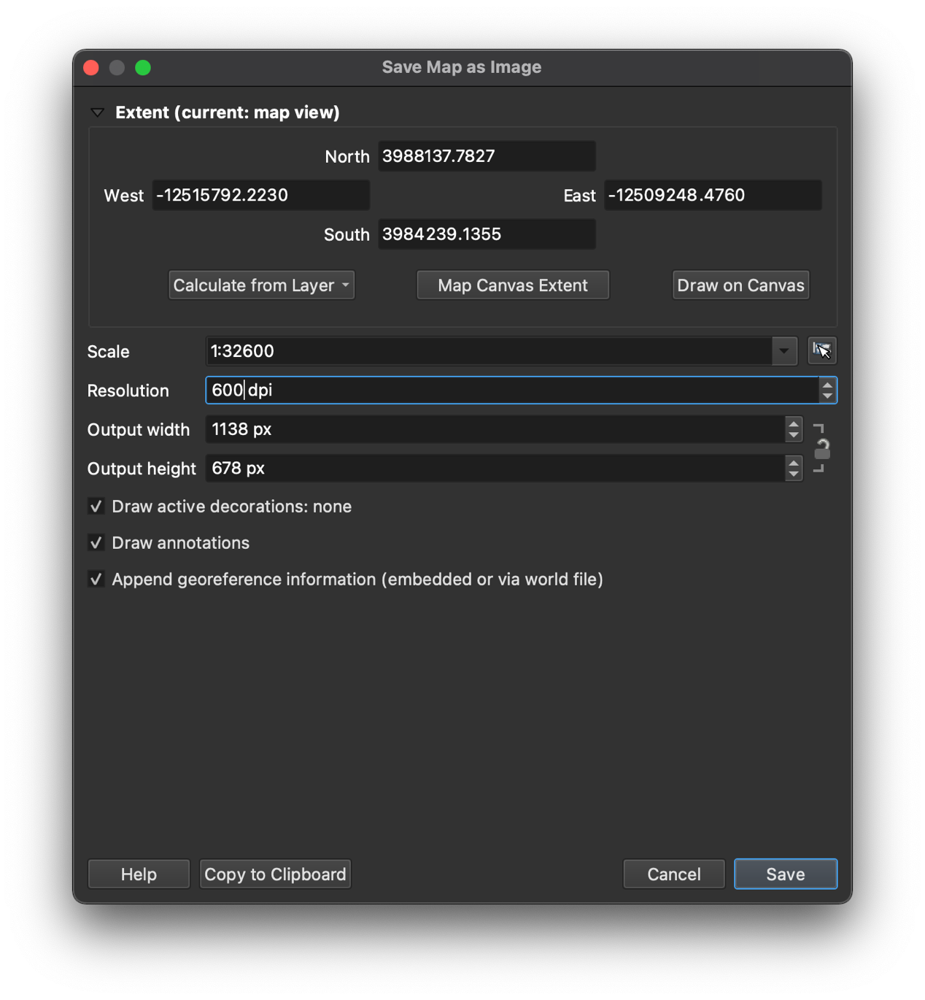 Save Map as Image
Extent (current: map view)
North 3988137.7827
West -12515792.2230 East -12509248.4760
South 3984239.1355
Calculate from Layer Map Canvas Extent Draw on Canvas
Scale 1:32600
Resolution 600 dpi
Output width 1138 px
Output height 678 px
Draw active decorations: none
Draw annotations
Append georeference information (embedded or via world file)
Help Copy to Clipboard Cancel Save